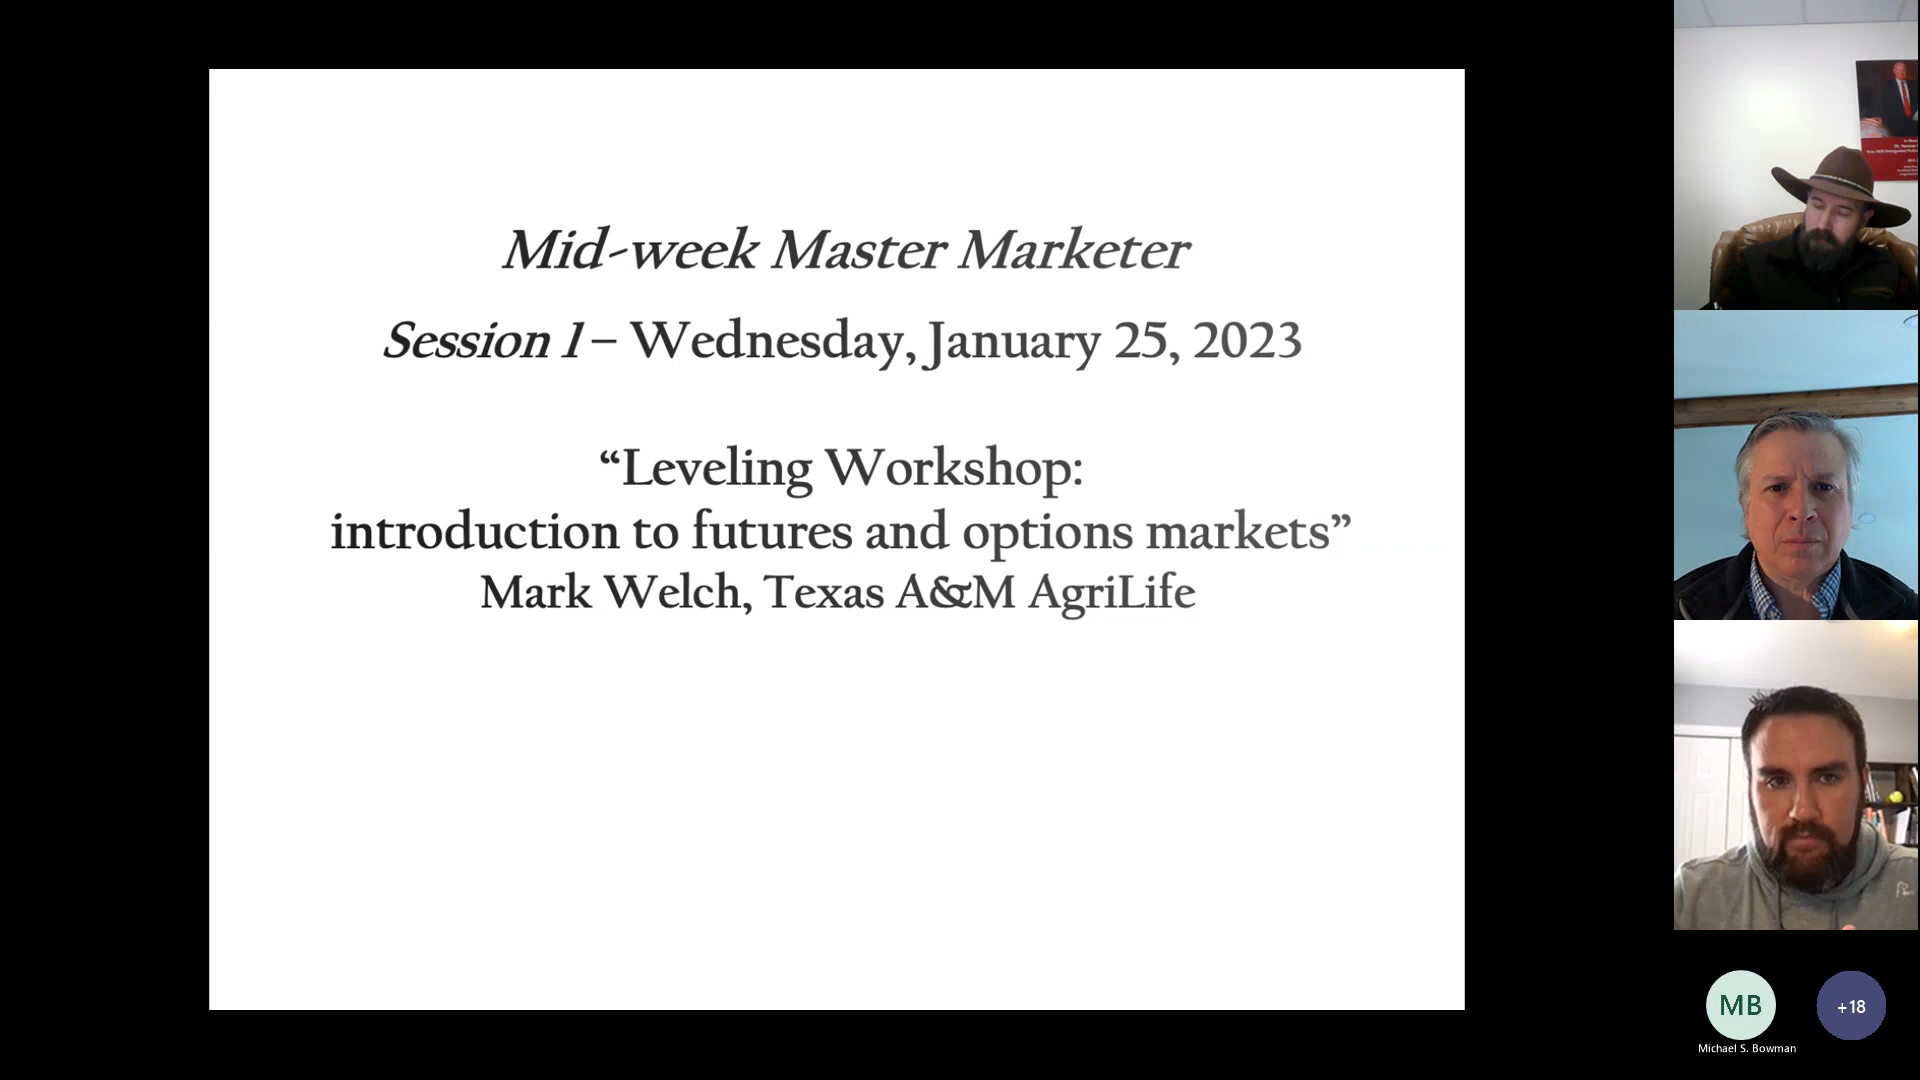 Mid-week Master Marketer
Session 1 – Wednesday, January 25, 2023
“Leveling Workshop:
introduction to futures and options markets”
Mark Welch, Texas A&M AgriLife
MB
+18
Michael S. Bowman